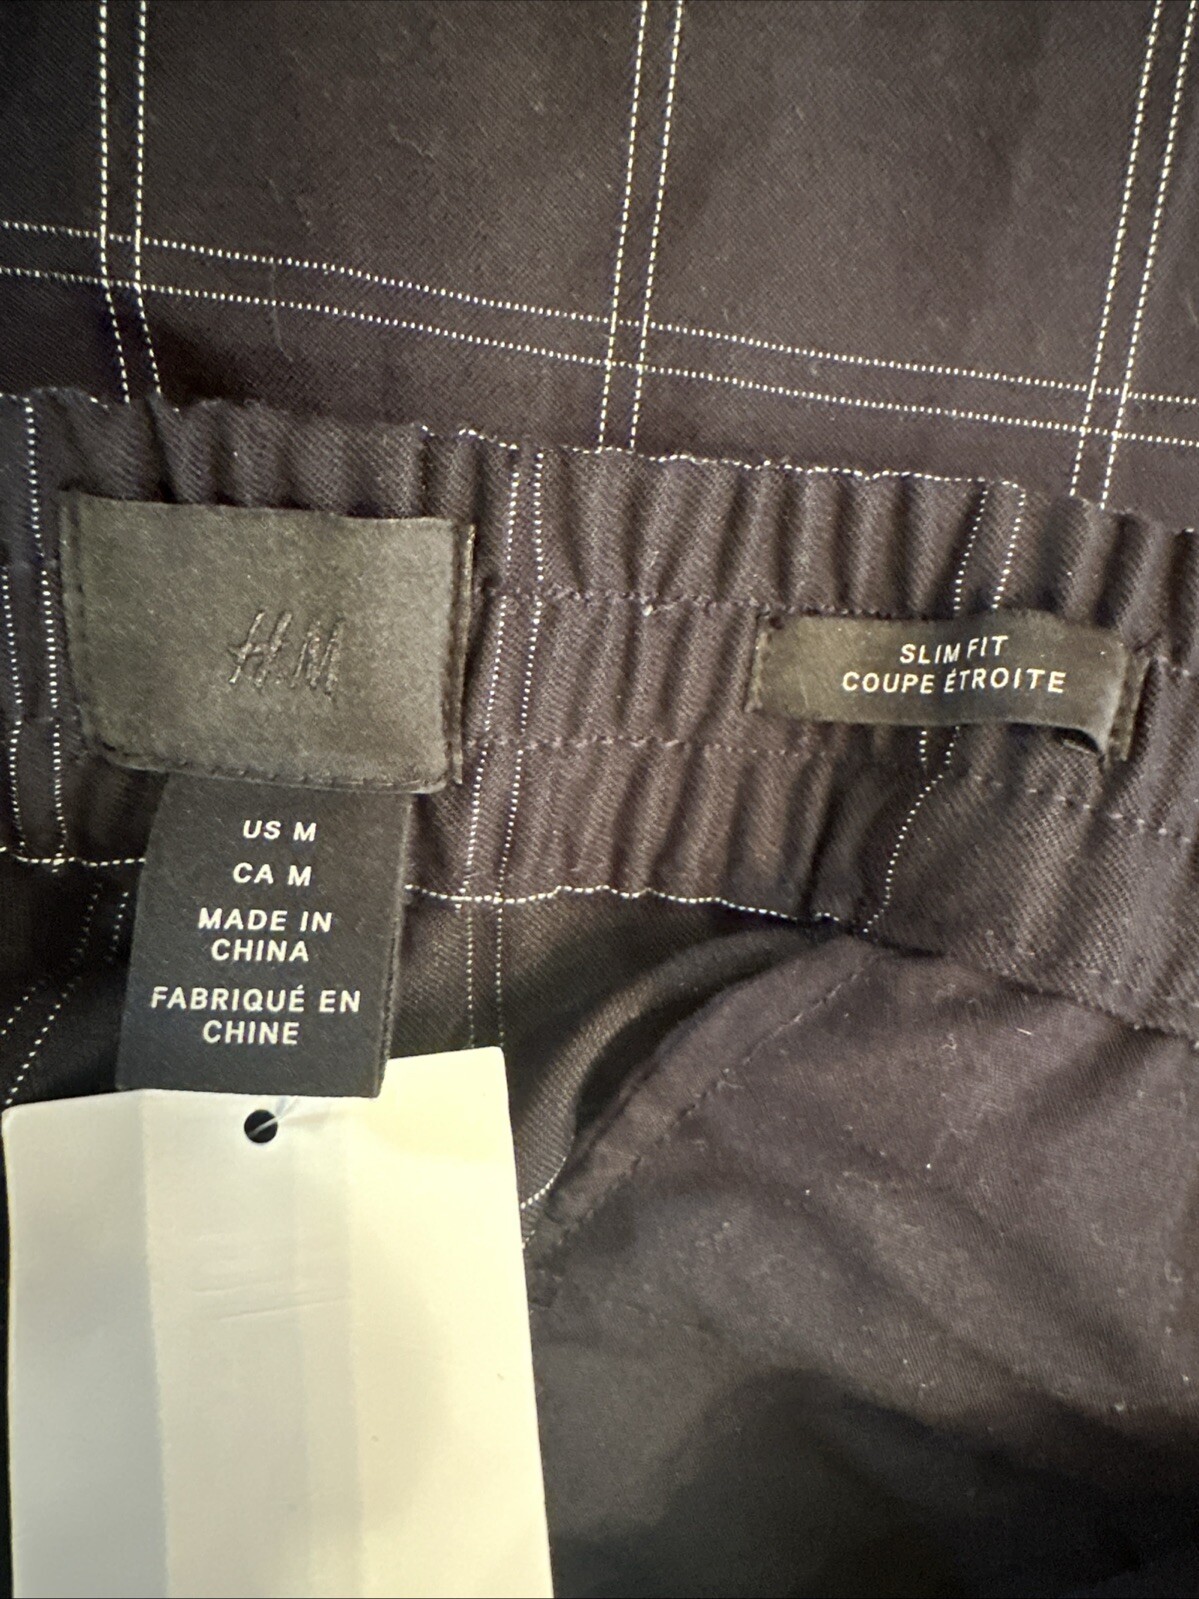 H&M
SLIM FIT
COUPE ÉTROITE
US M
CA M
MADE IN
CHINA
FABRIQUÉ EN
CHINE